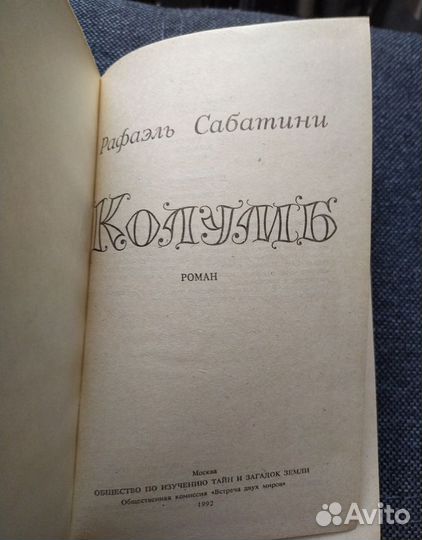 Рафаэль Сабатини
Колумб
РОМАН
Москва
ОБЩЕСТВО ПО ИЗУЧЕНИЮ ТАЙН И ЗАГАДОК ЗЕМЛИ
Общественная комиссия «Встреча двух миров»
1992
Avito